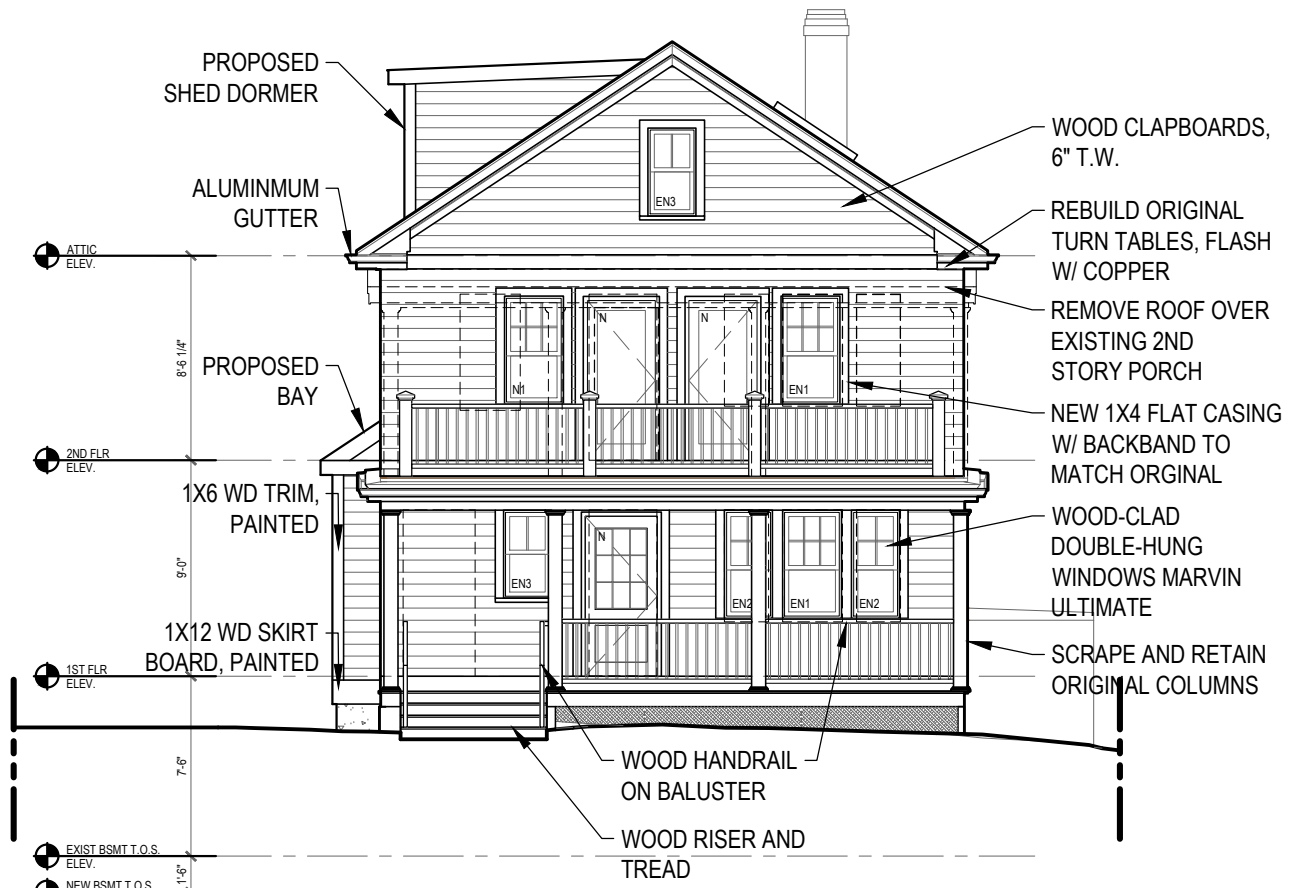 PROPOSED
SHED DORMER
ALUMINMUM
GUTTER
ATTIC
ELEV.
8'-6 1/4"
PROPOSED
BAY
2ND FLR
ELEV.
1X6 WD TRIM,
PAINTED
9'-0"
1X12 WD SKIRT
BOARD, PAINTED
1ST FLR
ELEV.
7'-6"
EXIST BSMT T.O.S.
ELEV.
1'-6"
NEW BSMT T.O.S.
EN3
N
N
N1
EN1
N
EN3
EN2
EN1
EN2
WOOD CLAPBOARDS,
6" T.W.
REBUILD ORIGINAL
TURN TABLES, FLASH
W/ COPPER
REMOVE ROOF OVER
EXISTING 2ND
STORY PORCH
NEW 1X4 FLAT CASING
W/ BACKBAND TO
MATCH ORGINAL
WOOD-CLAD
DOUBLE-HUNG
WINDOWS MARVIN
ULTIMATE
SCRAPE AND RETAIN
ORIGINAL COLUMNS
WOOD HANDRAIL
ON BALUSTER
WOOD RISER AND
TREAD